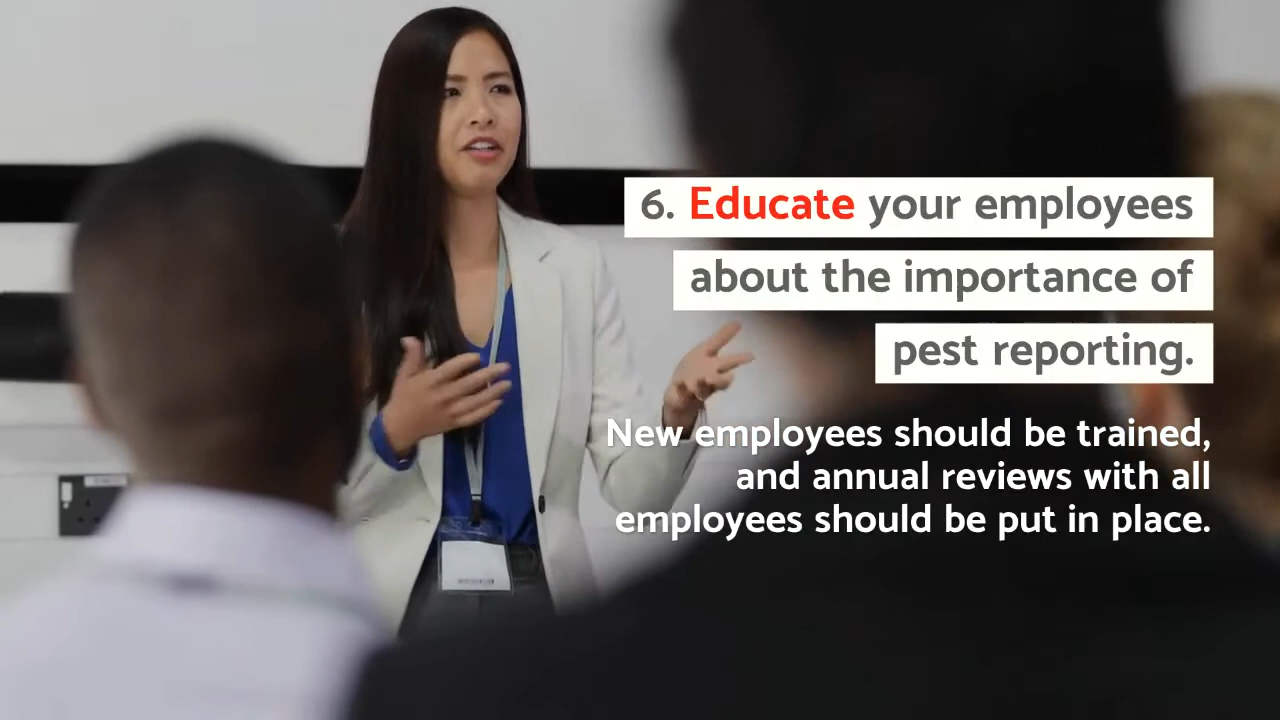 6. Educate your employees
about the importance of
pest reporting.
New employees should be trained,
and annual reviews with all
employees should be put in place.